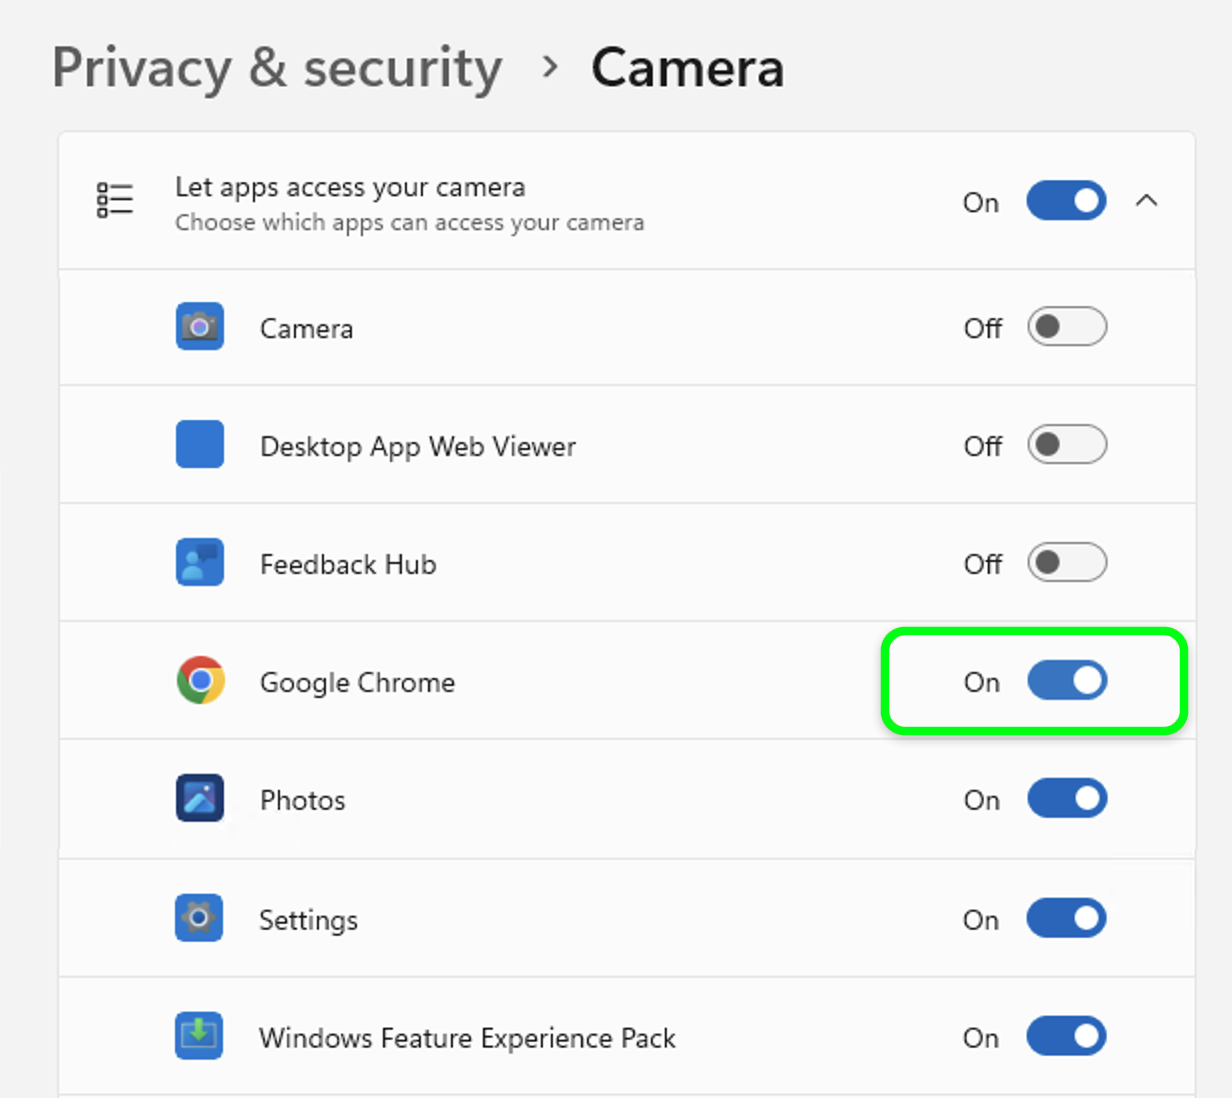 Privacy & security › Camera
Let apps access your camera On
Choose which apps can access your camera
Camera Off
Desktop App Web Viewer Off
Feedback Hub Off
Google Chrome On
Photos On
Settings On
Windows Feature Experience Pack On